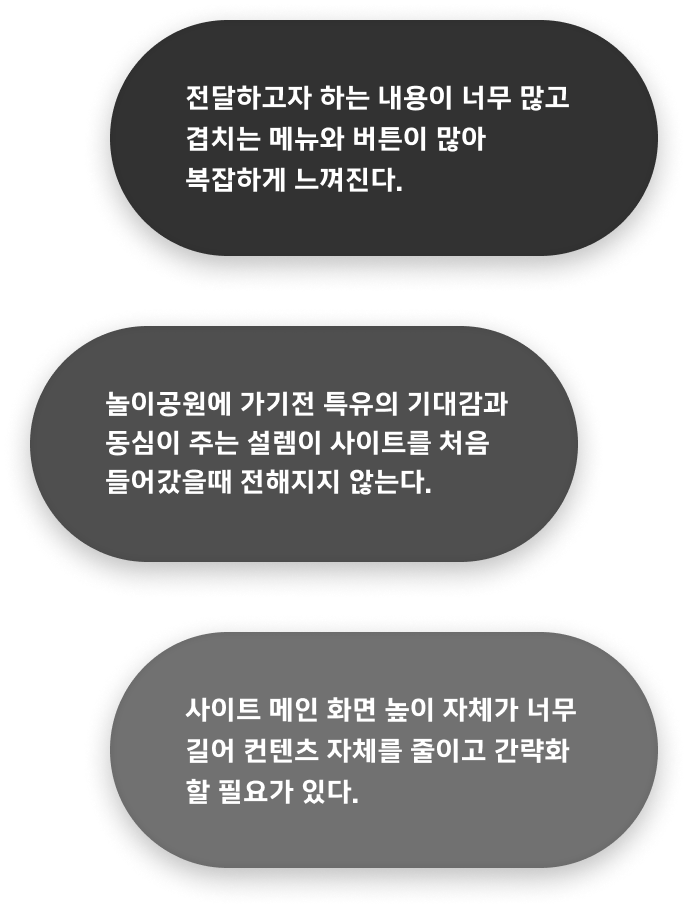 전달하고자 하는 내용이 너무 많고
겹치는 메뉴와 버튼이 많아
복잡하게 느껴진다.
놀이공원에 가기전 특유의 기대감과
동심이 주는 설렘이 사이트를 처음
들어갔을때 전해지지 않는다.
사이트 메인 화면 높이 자체가 너무
길어 컨텐츠 자체를 줄이고 간략화
할 필요가 있다.